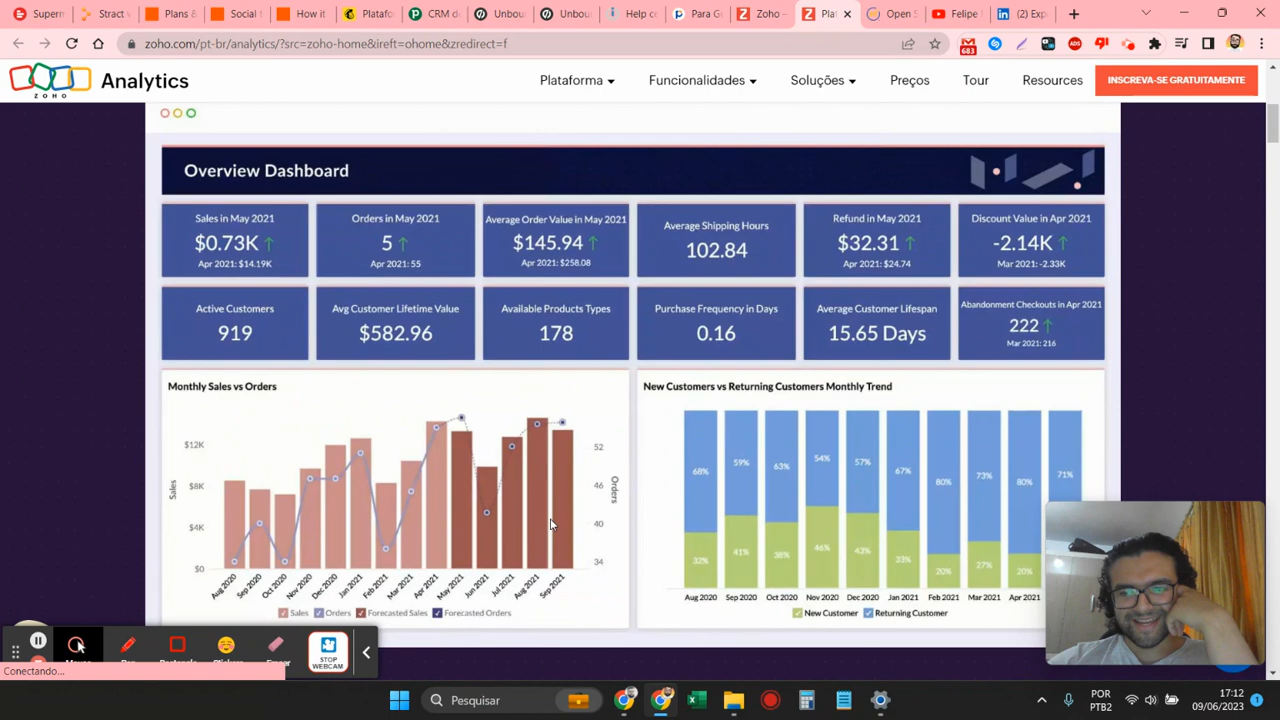 Superm
Stract v
Plans &
Social
How it
Platafo
CRM d
Unbou
Unbou
Help ce
Para G
Zoho –
Plat
Open S
Felipe
(2) Exp
zoho.com/pt-br/analytics/?src=zoho-home&ireft=ohome&zredirect=f
683
ADS
ZOHO
Analytics
Plataforma
Funcionalidades
Soluções
Preços
Tour
Resources
INSCREVA-SE GRATUITAMENTE
Overview Dashboard
Sales in May 2021
$0.73K ↑
Apr 2021: $14.19K
Orders in May 2021
5 ↑
Apr 2021: 55
Average Order Value in May 2021
$145.94 ↑
Apr 2021: $258.08
Average Shipping Hours
102.84
Refund in May 2021
$32.31 ↑
Apr 2021: $24.74
Discount Value in Apr 2021
-2.14K ↑
Mar 2021: -2.33K
Active Customers
919
Avg Customer Lifetime Value
$582.96
Available Products Types
178
Purchase Frequency in Days
0.16
Average Customer Lifespan
15.65 Days
Abandonment Checkouts in Apr 2021
222 ↑
Mar 2021: 216
Monthly Sales vs Orders
Sales
$12K
$8K
$4K
$0
52
46
40
34
Orders
Aug 2020
Sep 2020
Oct 2020
Nov 2020
Dec 2020
Jan 2021
Feb 2021
Mar 2021
Apr 2021
May 2021
Jun 2021
Jul 2021
Aug 2021
Sep 2021
Sales Orders Forecasted Sales Forecasted Orders
New Customers vs Returning Customers Monthly Trend
68% 59% 63% 54% 57% 67% 80% 73% 80% 71%
32% 41% 38% 46% 43% 33% 20% 27% 20%
Aug 2020 Sep 2020 Oct 2020 Nov 2020 Dec 2020 Jan 2021 Feb 2021 Mar 2021 Apr 2021
New Customer Returning Customer
STOP
WEBCAM
Conectando...
Pesquisar
POR
PTB2
17:12
09/06/2023
1